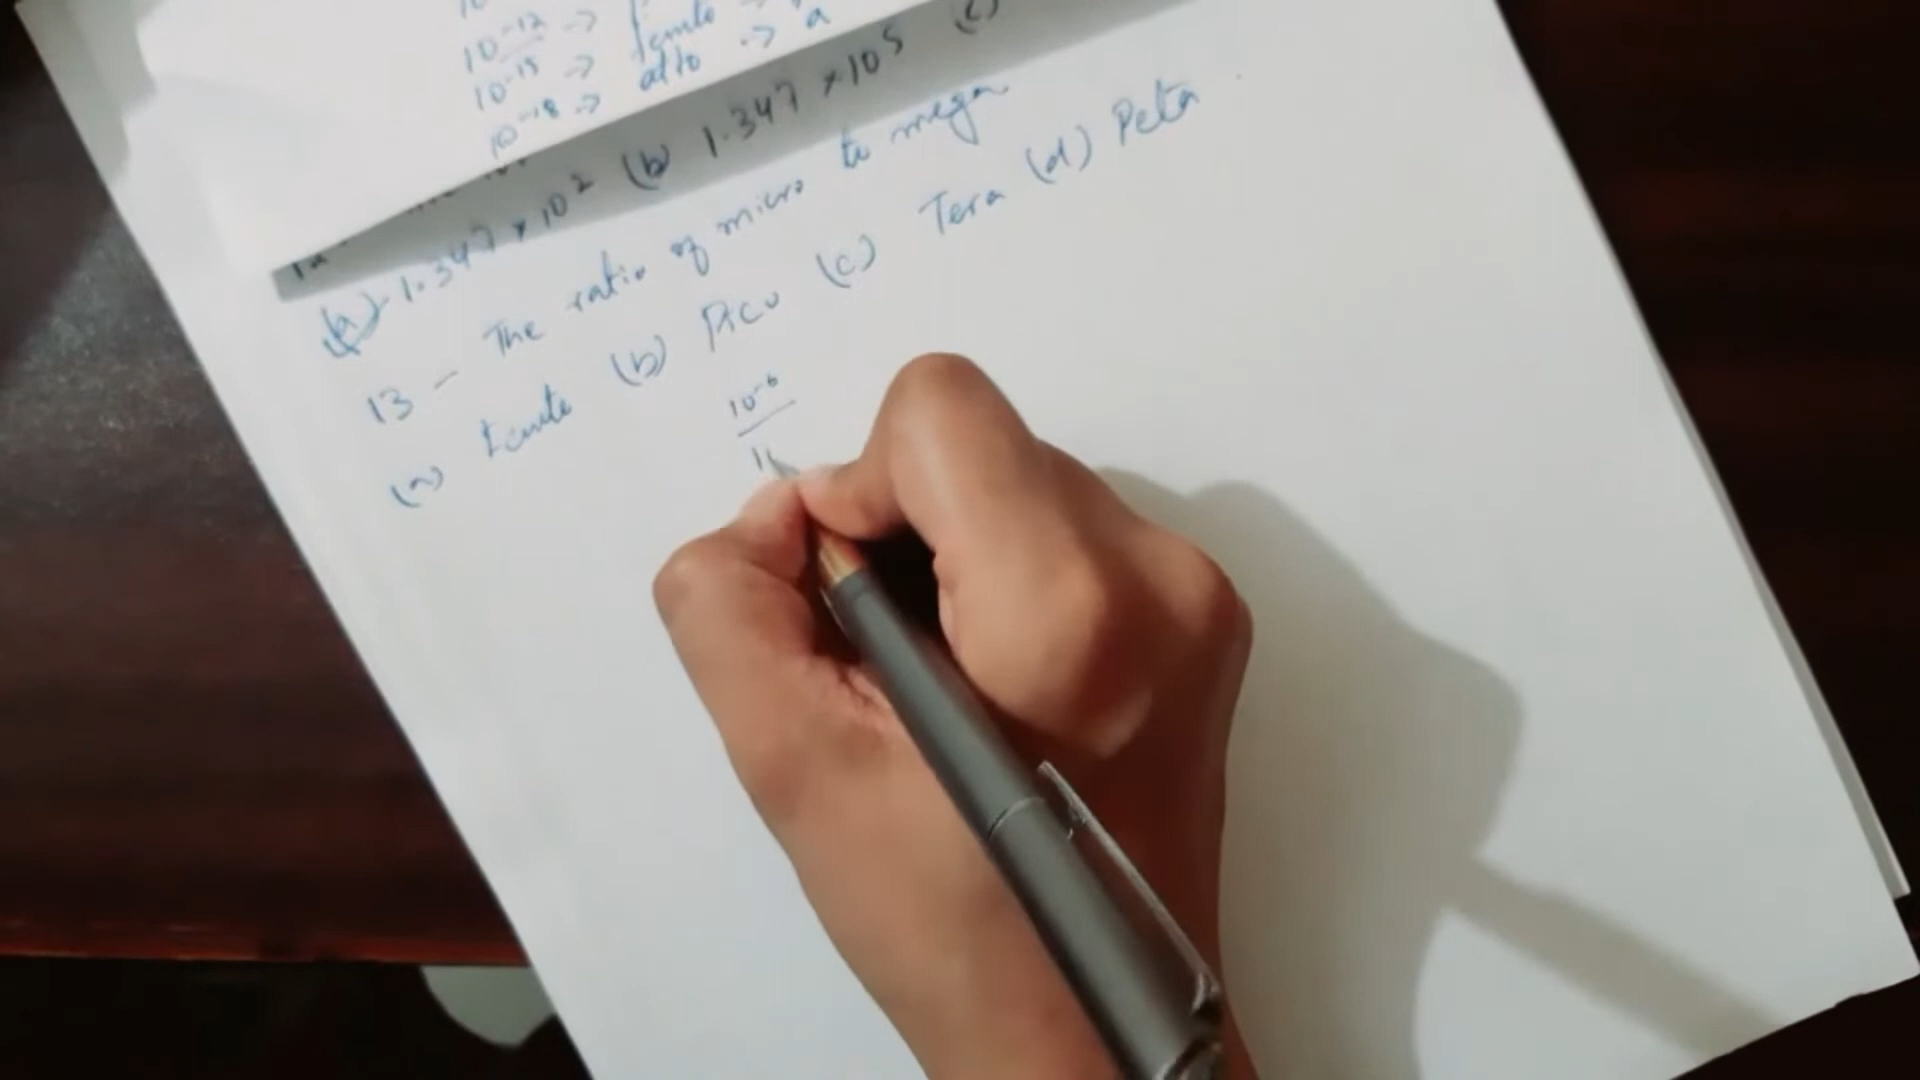 10⁻¹² ->
10⁻¹⁵ -> femto ->
10⁻¹⁸ -> atto -> a
(a) 1.347 × 10² (b) 1.347 × 10⁵ (c)
13 - The ratio of micro to mega
(a) femto (b) Pico (c) Tera (d) Peta.
10⁻⁶